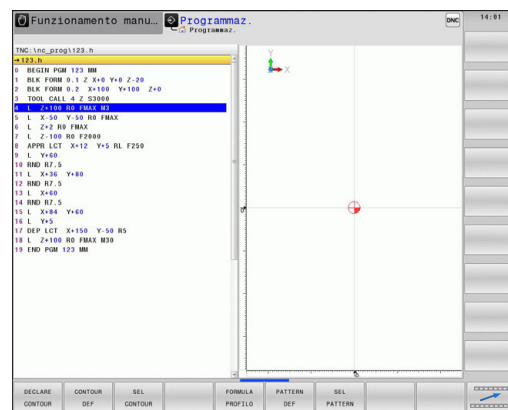 Funzionamento manu...
Programmaz.
Programmaz.
DNC
14:01
TNC:\nc_prog\123.h
→123.h
0 BEGIN PGM 123 MM
1 BLK FORM 0.1 Z X+0 Y+0 Z-20
2 BLK FORM 0.2 X+100 Y+100 Z+0
3 TOOL CALL 4 Z S3000
4 L Z+100 R0 FMAX M3
5 L X-50 Y-50 R0 FMAX
6 L Z+2 R0 FMAX
7 L Z-100 R0 F2000
8 APPR LCT X+12 Y+5 RL F250
9 L Y+60
10 RND R7.5
11 L X+36 Y+80
12 RND R7.5
13 L X+60
14 RND R7.5
15 L X+84 Y+60
16 L Y+5
17 DEP LCT X+150 Y-50 R5
18 L Z+100 R0 FMAX M30
19 END PGM 123 MM
Y
X
DECLARE CONTOUR
CONTOUR DEF
SEL CONTOUR
FORMULA PROFILO
PATTERN DEF
SEL PATTERN